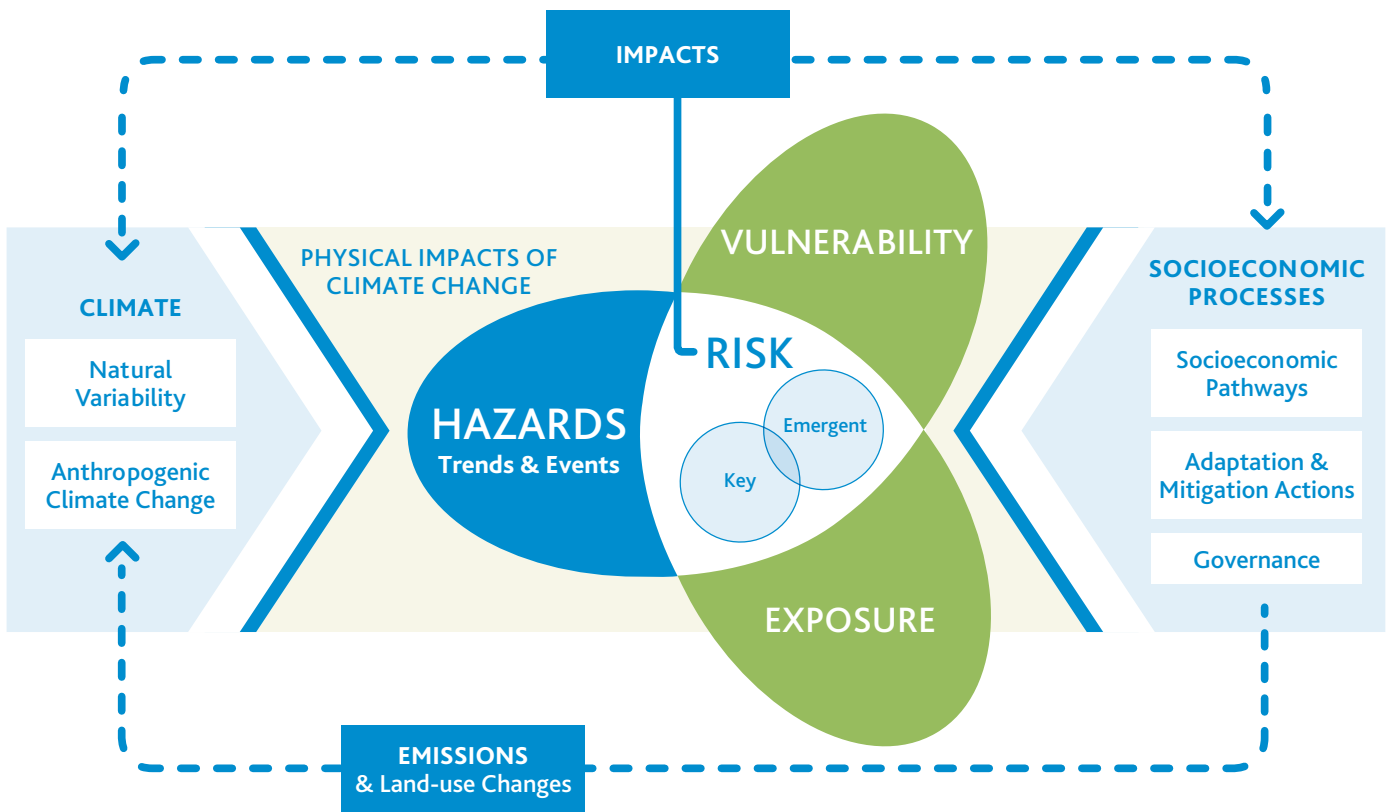 IMPACTS
PHYSICAL IMPACTS OF
CLIMATE CHANGE
VULNERABILITY
CLIMATE
Natural
Variability
Anthropogenic
Climate Change
HAZARDS
Trends & Events
RISK
Emergent
Key
EXPOSURE
SOCIOECONOMIC
PROCESSES
Socioeconomic
Pathways
Adaptation &
Mitigation Actions
Governance
EMISSIONS
& Land-use Changes